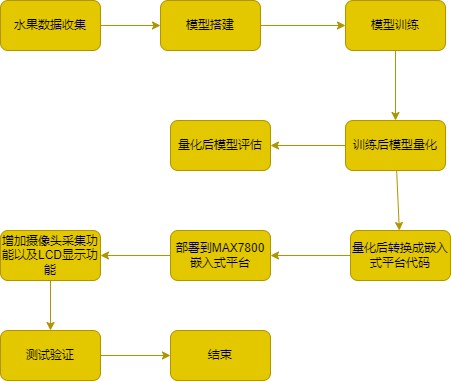 水果数据收集
模型搭建
模型训练
量化后模型评估
训练后模型量化
增加摄像头采集功
能以及LCD显示功
能
部署到MAX7800
嵌入式平台
量化后转换成嵌入
式平台代码
测试验证
结束